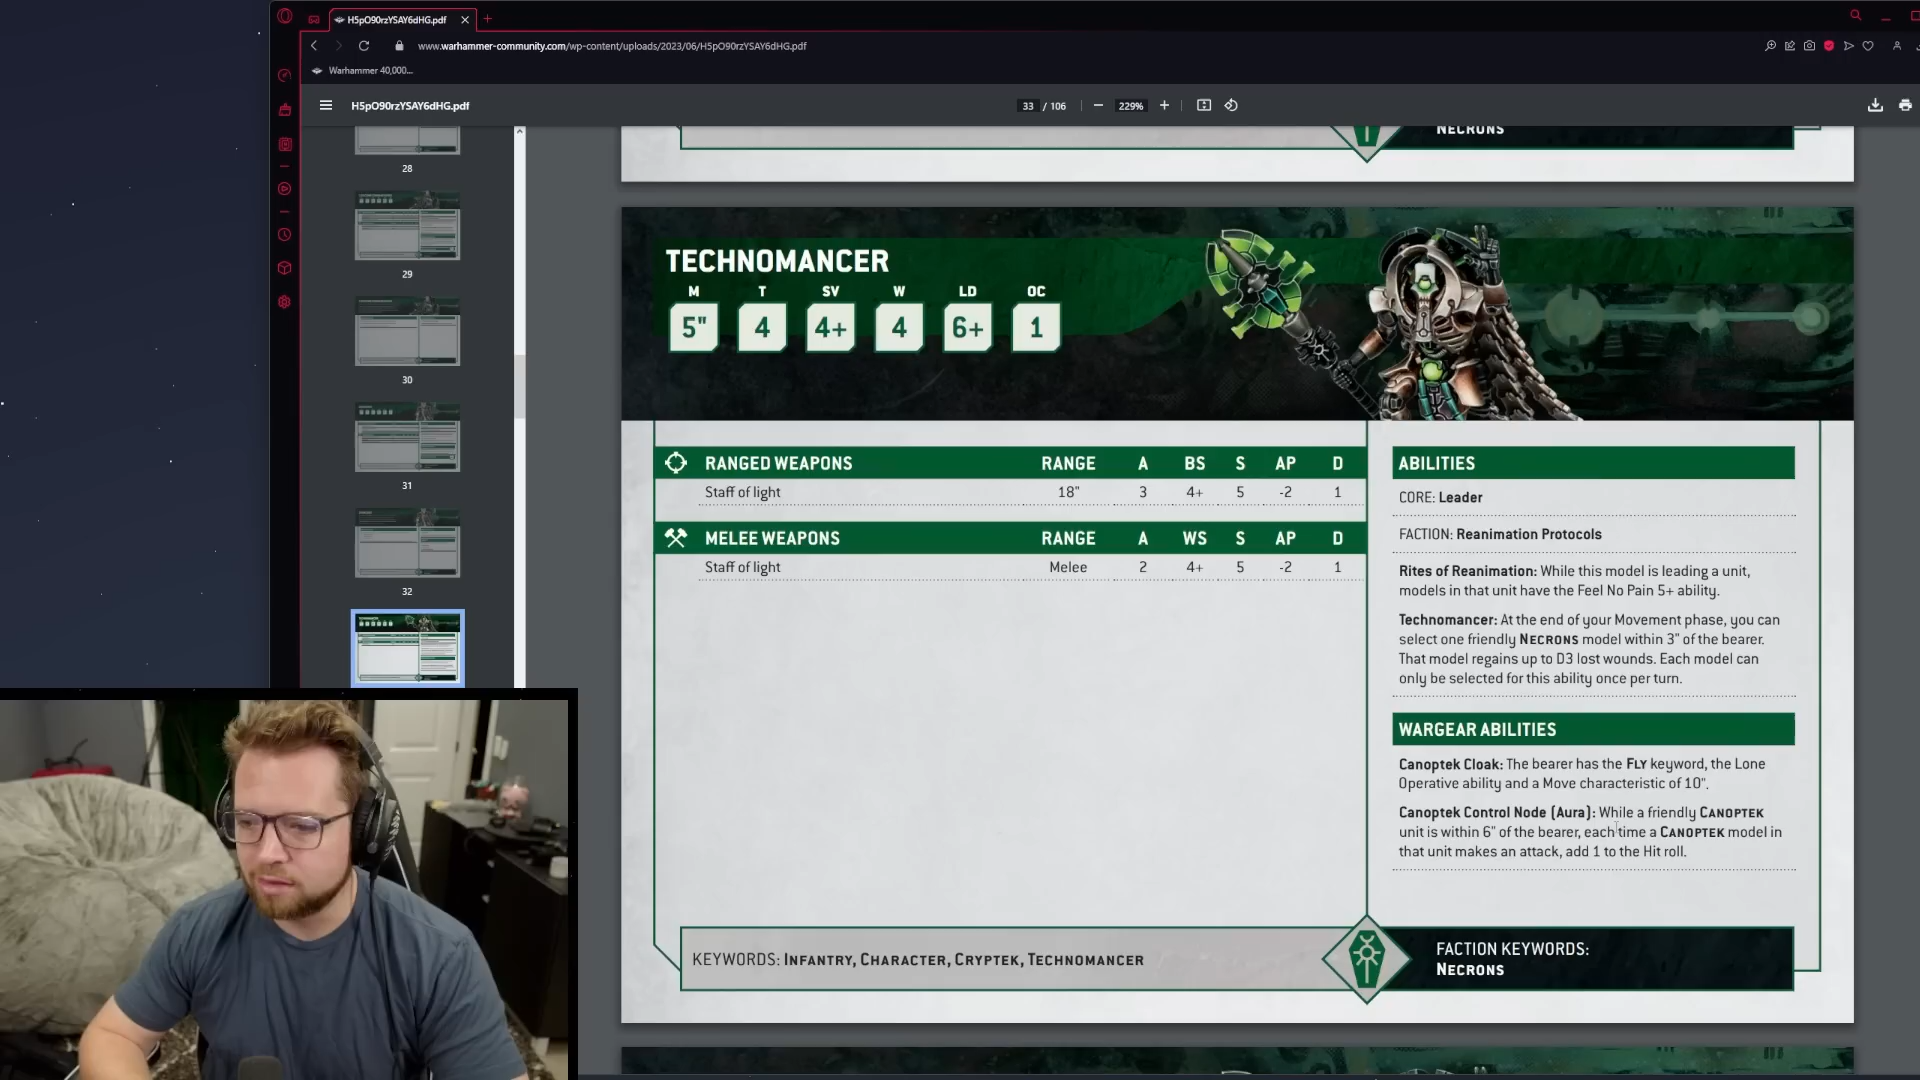 H5pO90rzYSAY6dHG.pdf
www.warhammer-community.com/wp-content/uploads/2023/06/H5pO90rzYSAY6dHG.pdf
Warhammer 40,000...
H5pO90rzYSAY6dHG.pdf
33 / 106
229%
28
29
30
31
32
NECRONS
TECHNOMANCER
M T SV W LD OC
5" 4 4+ 4 6+ 1
RANGED WEAPONS RANGE A BS S AP D
Staff of light 18" 3 4+ 5 -2 1
MELEE WEAPONS RANGE A WS S AP D
Staff of light Melee 2 4+ 5 -2 1
ABILITIES
CORE: Leader
FACTION: Reanimation Protocols
Rites of Reanimation: While this model is leading a unit,
models in that unit have the Feel No Pain 5+ ability.
Technomancer: At the end of your Movement phase, you can
select one friendly NECRONS model within 3" of the bearer.
That model regains up to D3 lost wounds. Each model can
only be selected for this ability once per turn.
WARGEAR ABILITIES
Canoptek Cloak: The bearer has the FLY keyword, the Lone
Operative ability and a Move characteristic of 10".
Canoptek Control Node (Aura): While a friendly CANOPTEK
unit is within 6" of the bearer, each time a CANOPTEK model in
that unit makes an attack, add 1 to the Hit roll.
KEYWORDS: INFANTRY, CHARACTER, CRYPTEK, TECHNOMANCER
FACTION KEYWORDS:
NECRONS